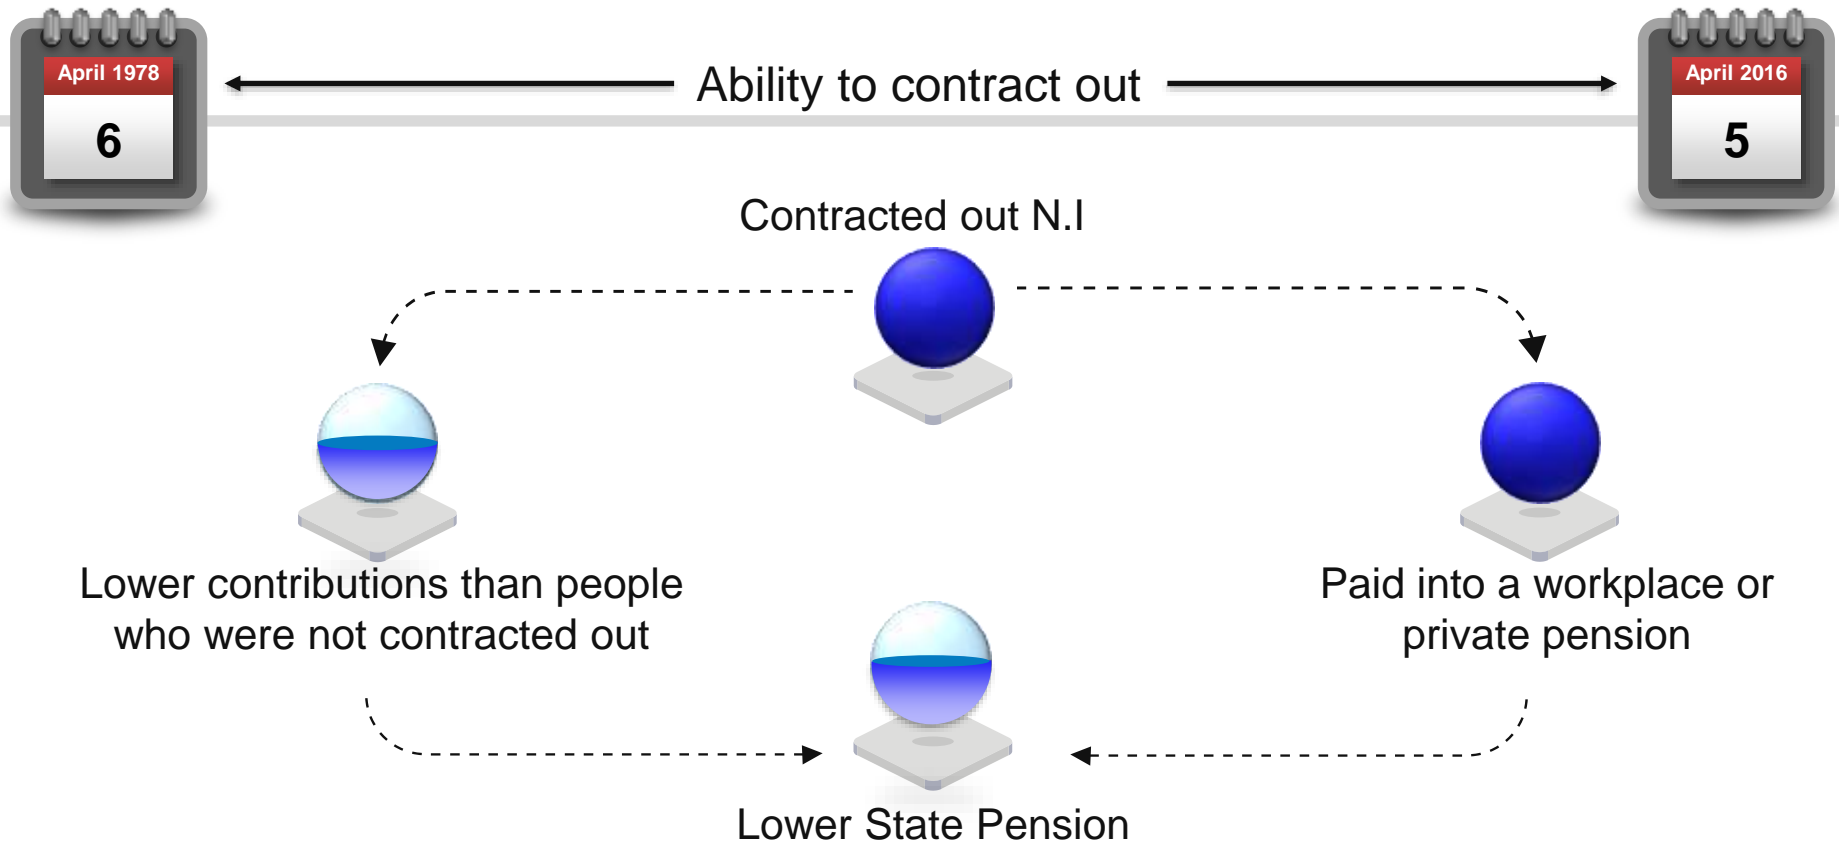 April 1978
6
Ability to contract out
April 2016
5
Contracted out N.I
Lower contributions than people
who were not contracted out
Paid into a workplace or
private pension
Lower State Pension